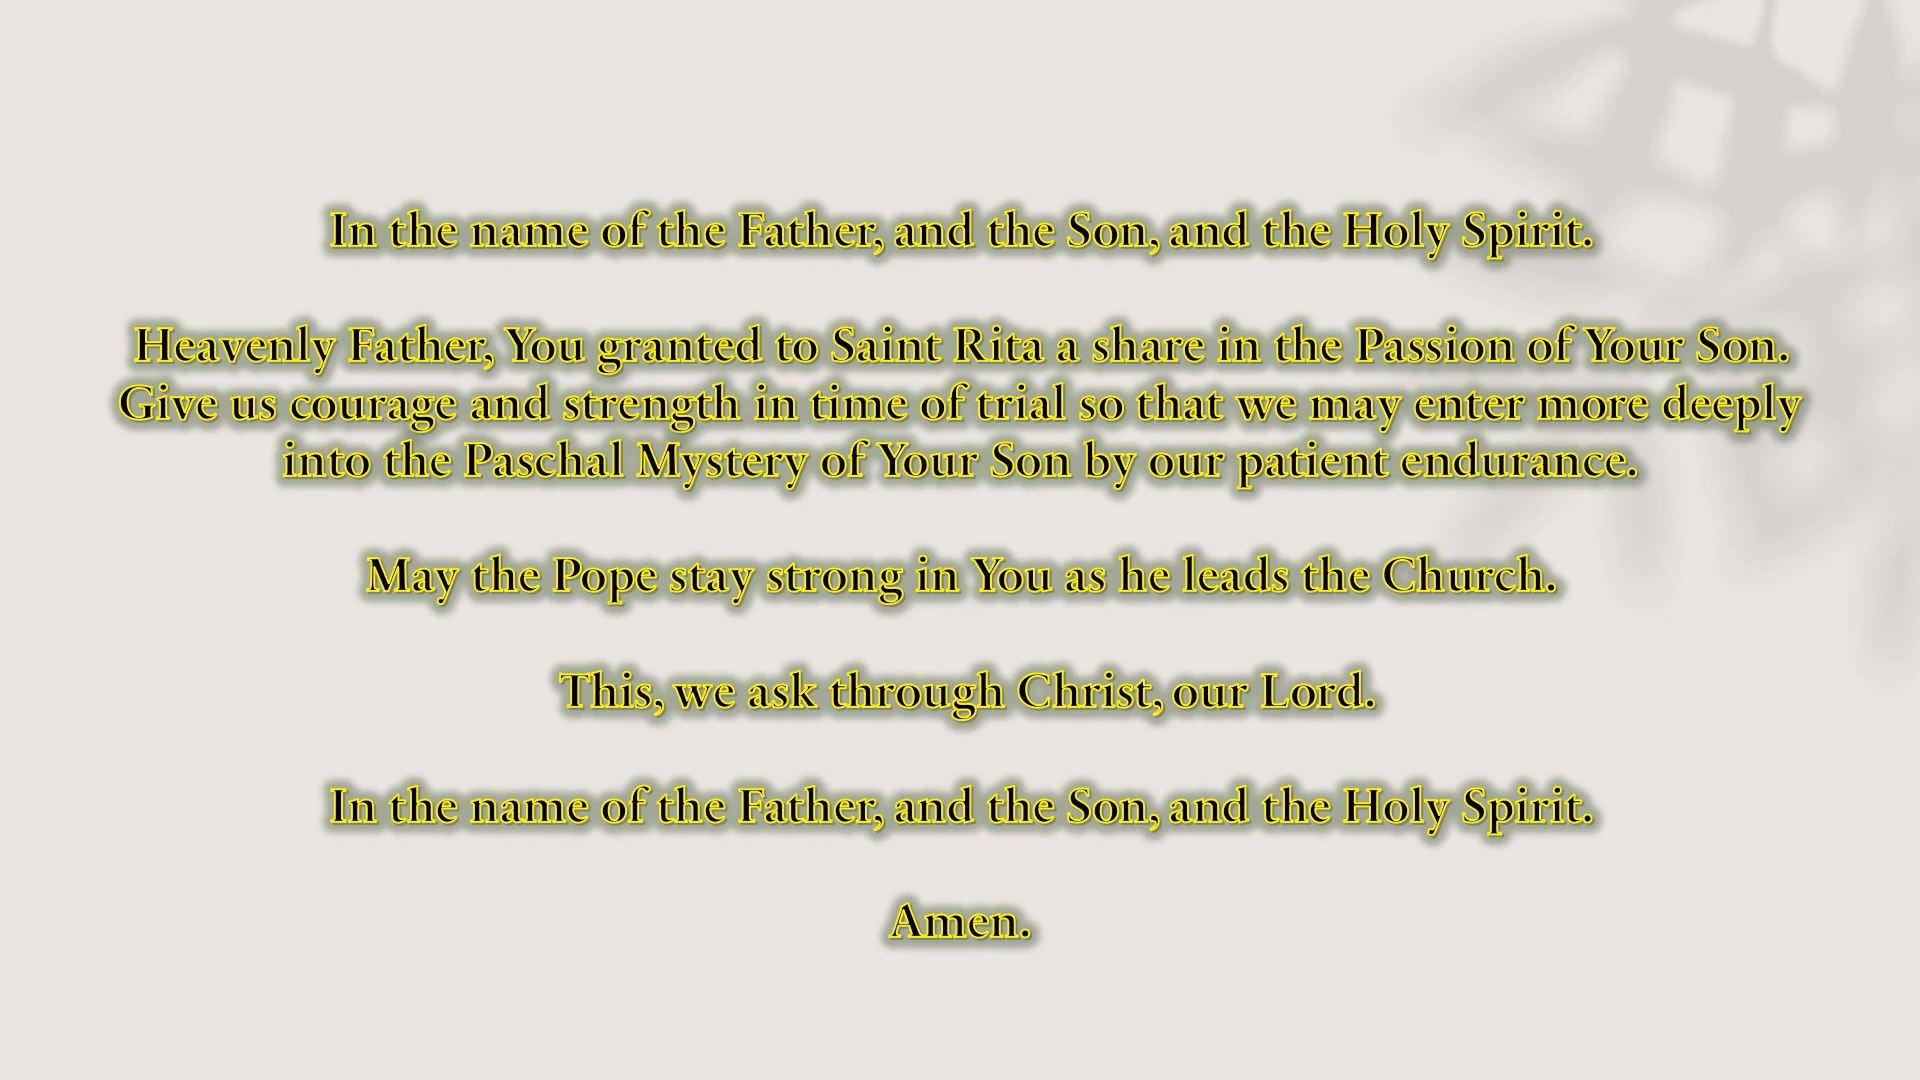 In the name of the Father, and the Son, and the Holy Spirit.
Heavenly Father, You granted to Saint Rita a share in the Passion of Your Son.
Give us courage and strength in time of trial so that we may enter more deeply
into the Paschal Mystery of Your Son by our patient endurance.
May the Pope stay strong in You as he leads the Church.
This, we ask through Christ, our Lord.
In the name of the Father, and the Son, and the Holy Spirit.
Amen.